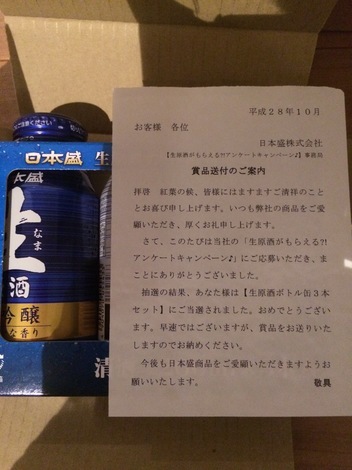 平成28年10月
お客様 各位
日本盛株式会社
【生原酒がもらえる⁈アンケートキャンペーン♪】事務局
賞品送付のご案内
拝啓 紅葉の候、皆様にはますますご清祥のこと
とお喜び申し上げます。いつも弊社の商品をご愛
顧いただき、厚くお礼申し上げます。
さて、このたびは当社の「生原酒がもらえる?!
アンケートキャンペーン♪」にご応募いただき、ま
ことにありがとうございました。
抽選の結果、あなた様は【生原酒ボトル缶3本
セット】にご当選されました。おめでとうござい
ます。早速ではございますが、賞品をお送りいた
しますのでお納めください。
今後も日本盛商品をご愛顧いただきますようお
願いいたします。
敬具
日本盛 生
日本盛
生
なま
酒
吟醸
な香り
清